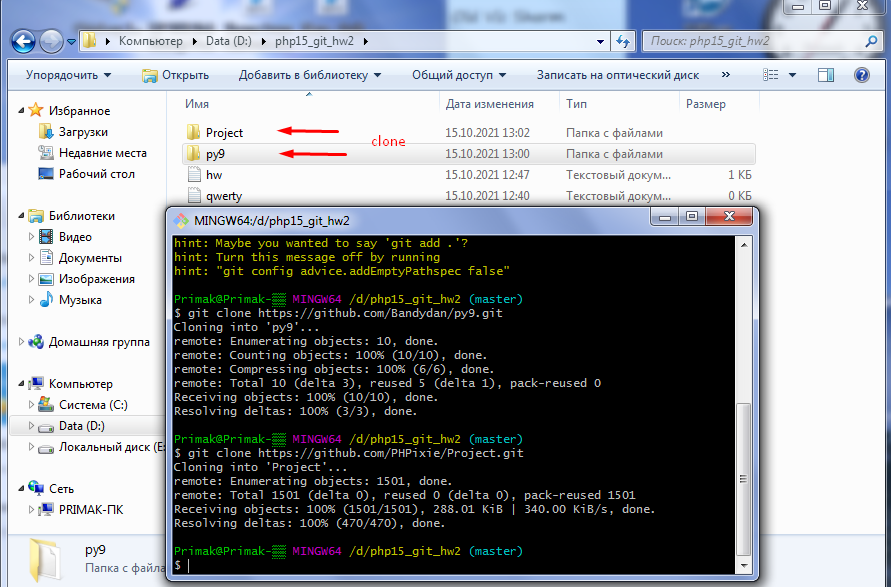 Компьютер Data (D:) php15_git_hw2
Поиск: php15_git_hw2
Упорядочить Открыть Добавить в библиотеку Общий доступ Записать на оптический диск »
Имя Дата изменения Тип Размер
Избранное
Загрузки
Недавние места
Рабочий стол
Библиотеки
Видео
Документы
Изображения
Музыка
Домашняя группа
Компьютер
Система (C:)
Data (D:)
Локальный диск (E:
Сеть
PRIMAK-ПК
Project 15.10.2021 13:02 Папка с файлами
clone
py9 15.10.2021 13:00 Папка с файлами
hw 15.10.2021 12:47 Текстовый докум... 1 КБ
qwerty 15.10.2021 12:40 Текстовый докум... 0 КБ
MINGW64:/d/php15_git_hw2
hint: Maybe you wanted to say 'git add .'?
hint: Turn this message off by running
hint: "git config advice.addEmptyPathspec false"
Primak@Primak-▒▒ MINGW64 /d/php15_git_hw2 (master)
$ git clone https://github.com/Bandydan/py9.git
Cloning into 'py9'...
remote: Enumerating objects: 10, done.
remote: Counting objects: 100% (10/10), done.
remote: Compressing objects: 100% (6/6), done.
remote: Total 10 (delta 3), reused 5 (delta 1), pack-reused 0
Receiving objects: 100% (10/10), done.
Resolving deltas: 100% (3/3), done.
Primak@Primak-▒▒ MINGW64 /d/php15_git_hw2 (master)
$ git clone https://github.com/PHPixie/Project.git
Cloning into 'Project'...
remote: Enumerating objects: 1501, done.
remote: Total 1501 (delta 0), reused 0 (delta 0), pack-reused 1501
Receiving objects: 100% (1501/1501), 288.01 KiB | 340.00 KiB/s, done.
Resolving deltas: 100% (470/470), done.
Primak@Primak-▒▒ MINGW64 /d/php15_git_hw2 (master)
$
py9
Папка с файла